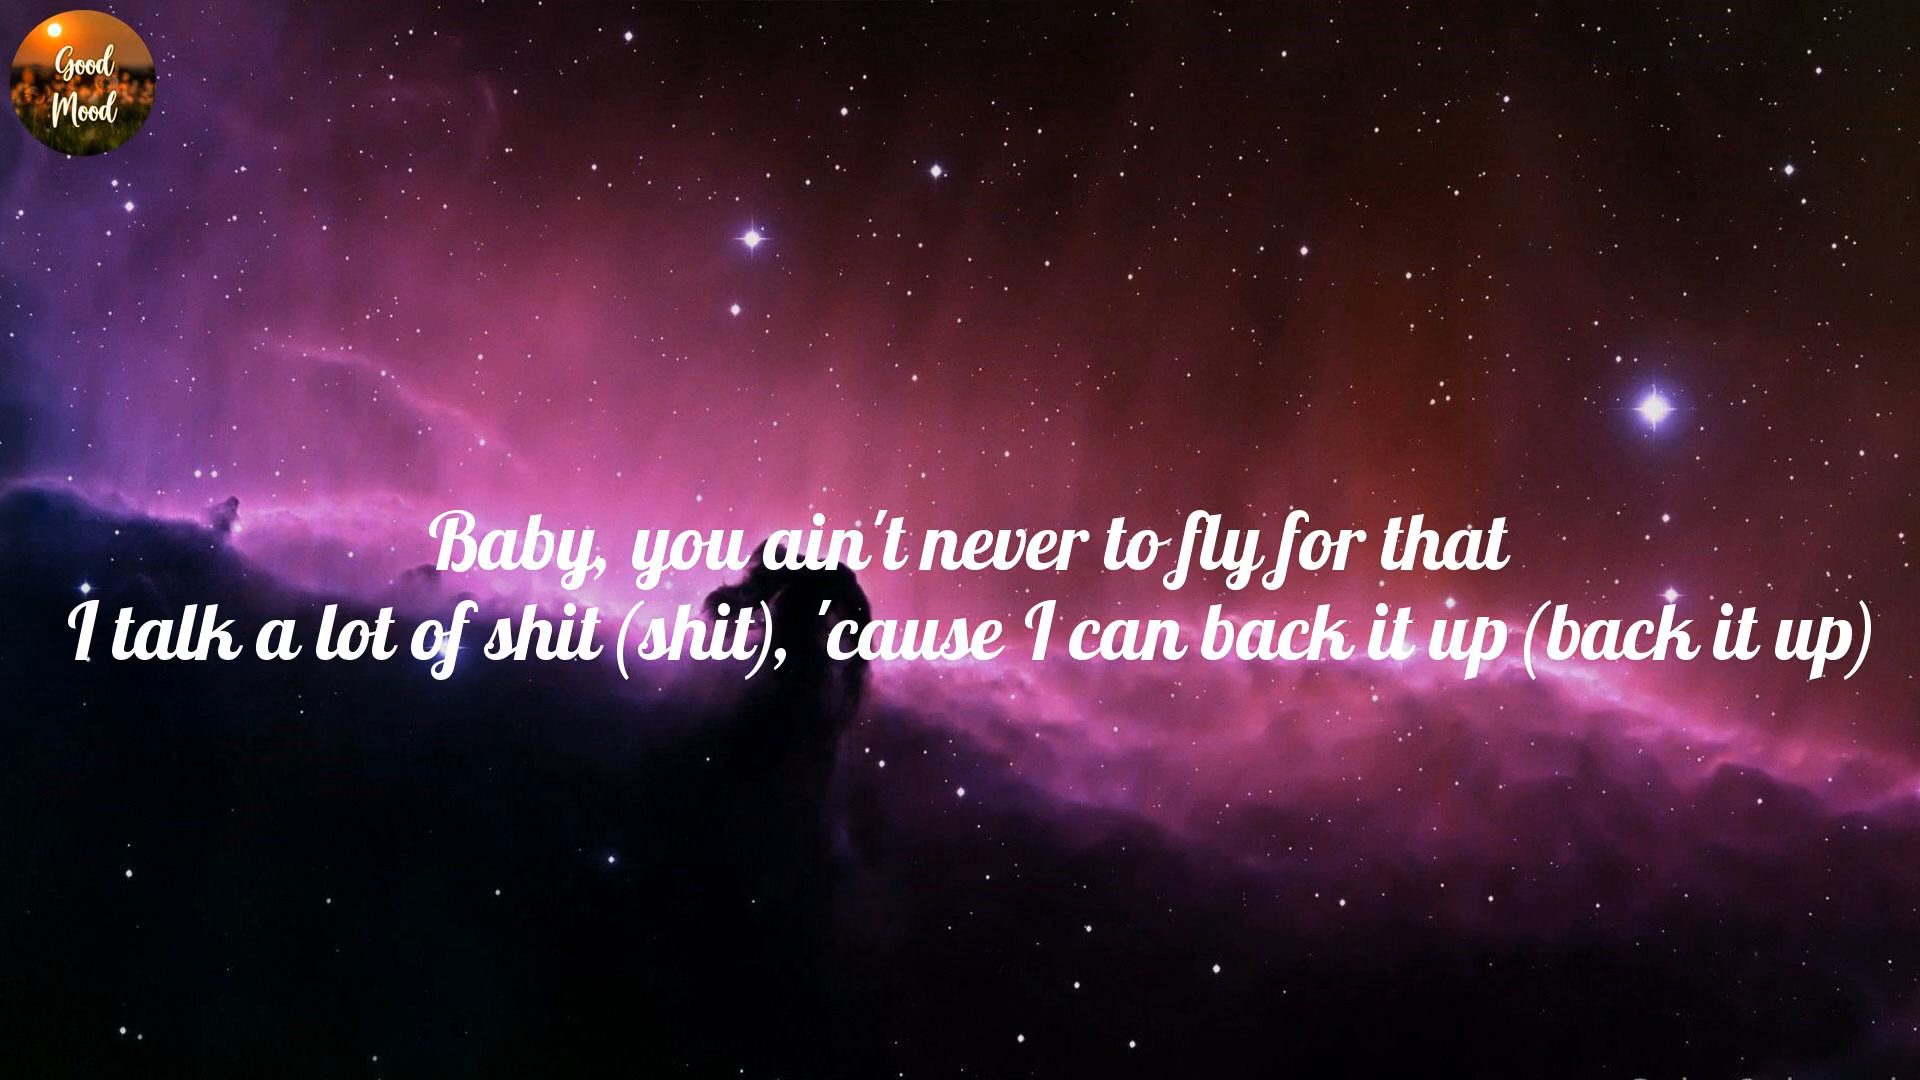 Good
Mood
Baby, you ain't never to fly for that
I talk a lot of shit (shit), 'cause I can back it up (back it up)